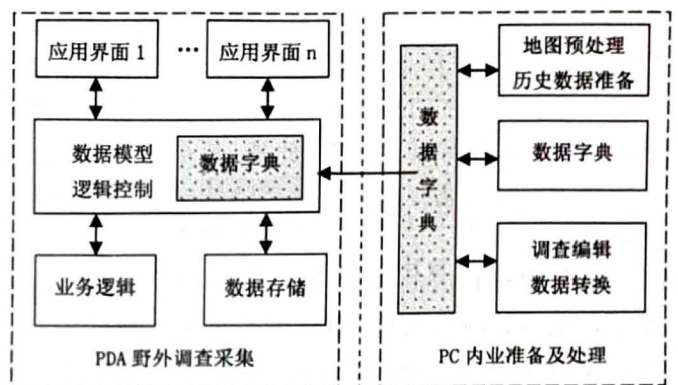 应用界面 1
…
应用界面 n
数据模型
逻辑控制
数据字典
业务逻辑
数据存储
PDA 野外调查采集
数
据
字
典
地图预处理
历史数据准备
数据字典
调查编辑
数据转换
PC 内业准备及处理